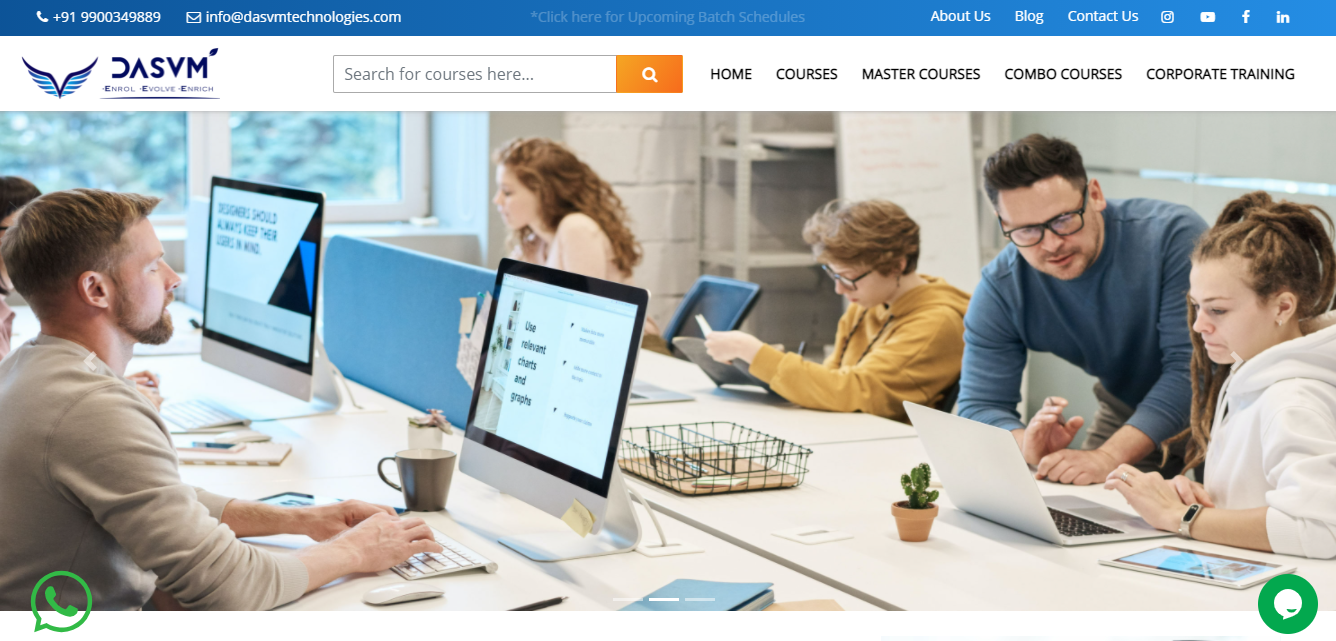 +91 9900349889 info@dasvmtechnologies.com *Click here for Upcoming Batch Schedules About Us Blog Contact Us
DASVM
·Enrol ·Evolve ·Enrich
Search for courses here...
HOME COURSES MASTER COURSES COMBO COURSES CORPORATE TRAINING
DESIGNERS SHOULD
ALWAYS KEEP THEIR
USERS IN MIND.
Use
relevant
charts
and
graphs